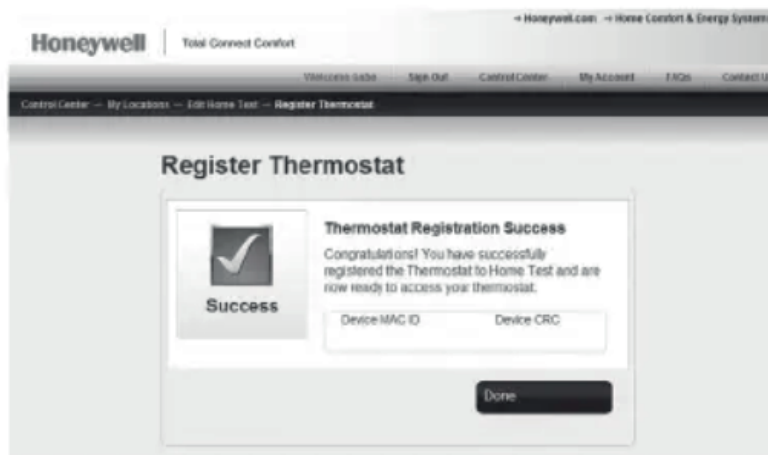 → Honeywell.com → Home Comfort & Energy Systems
Honeywell Total Connect Comfort
Welcome Sign Out Control Center My Account FAQs Contact U
Control Center — My Locations — Edit Home Test — Register Thermostat
Register Thermostat
Thermostat Registration Success
Congratulations! You have successfully
registered the Thermostat to Home Test and are
now ready to access your thermostat.
Success
Device MAC ID Device CRC
Done